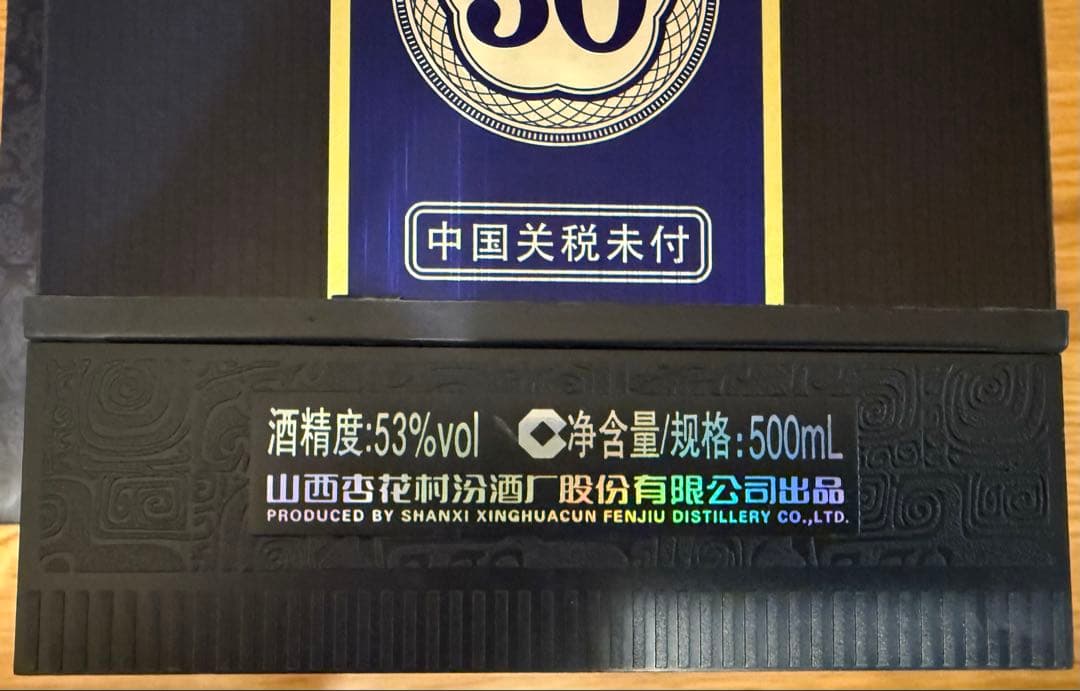 30
中国关税未付
酒精度:53%vol 净含量/规格:500mL
山西杏花村汾酒厂股份有限公司出品
PRODUCED BY SHANXI XINGHUACUN FENJIU DISTILLERY CO.,LTD.